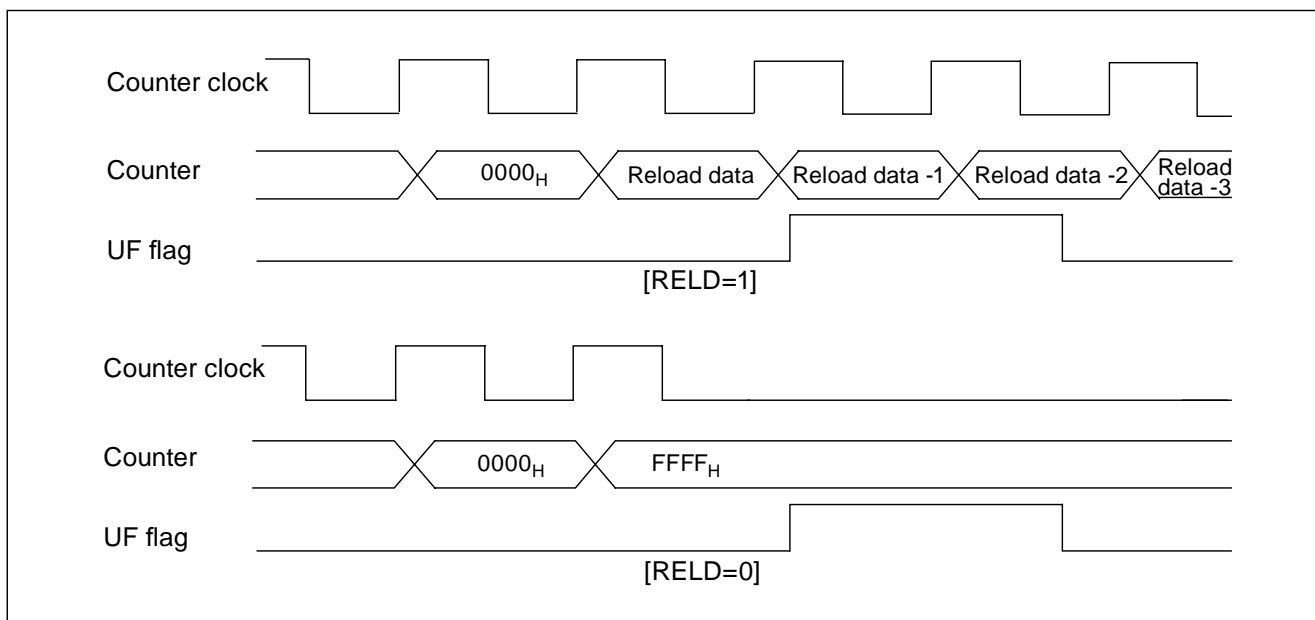 Counter clock
Counter 0000H Reload data Reload data -1 Reload data -2 Reload data -3
UF flag
[RELD=1]
Counter clock
Counter 0000H FFFFH
UF flag
[RELD=0]